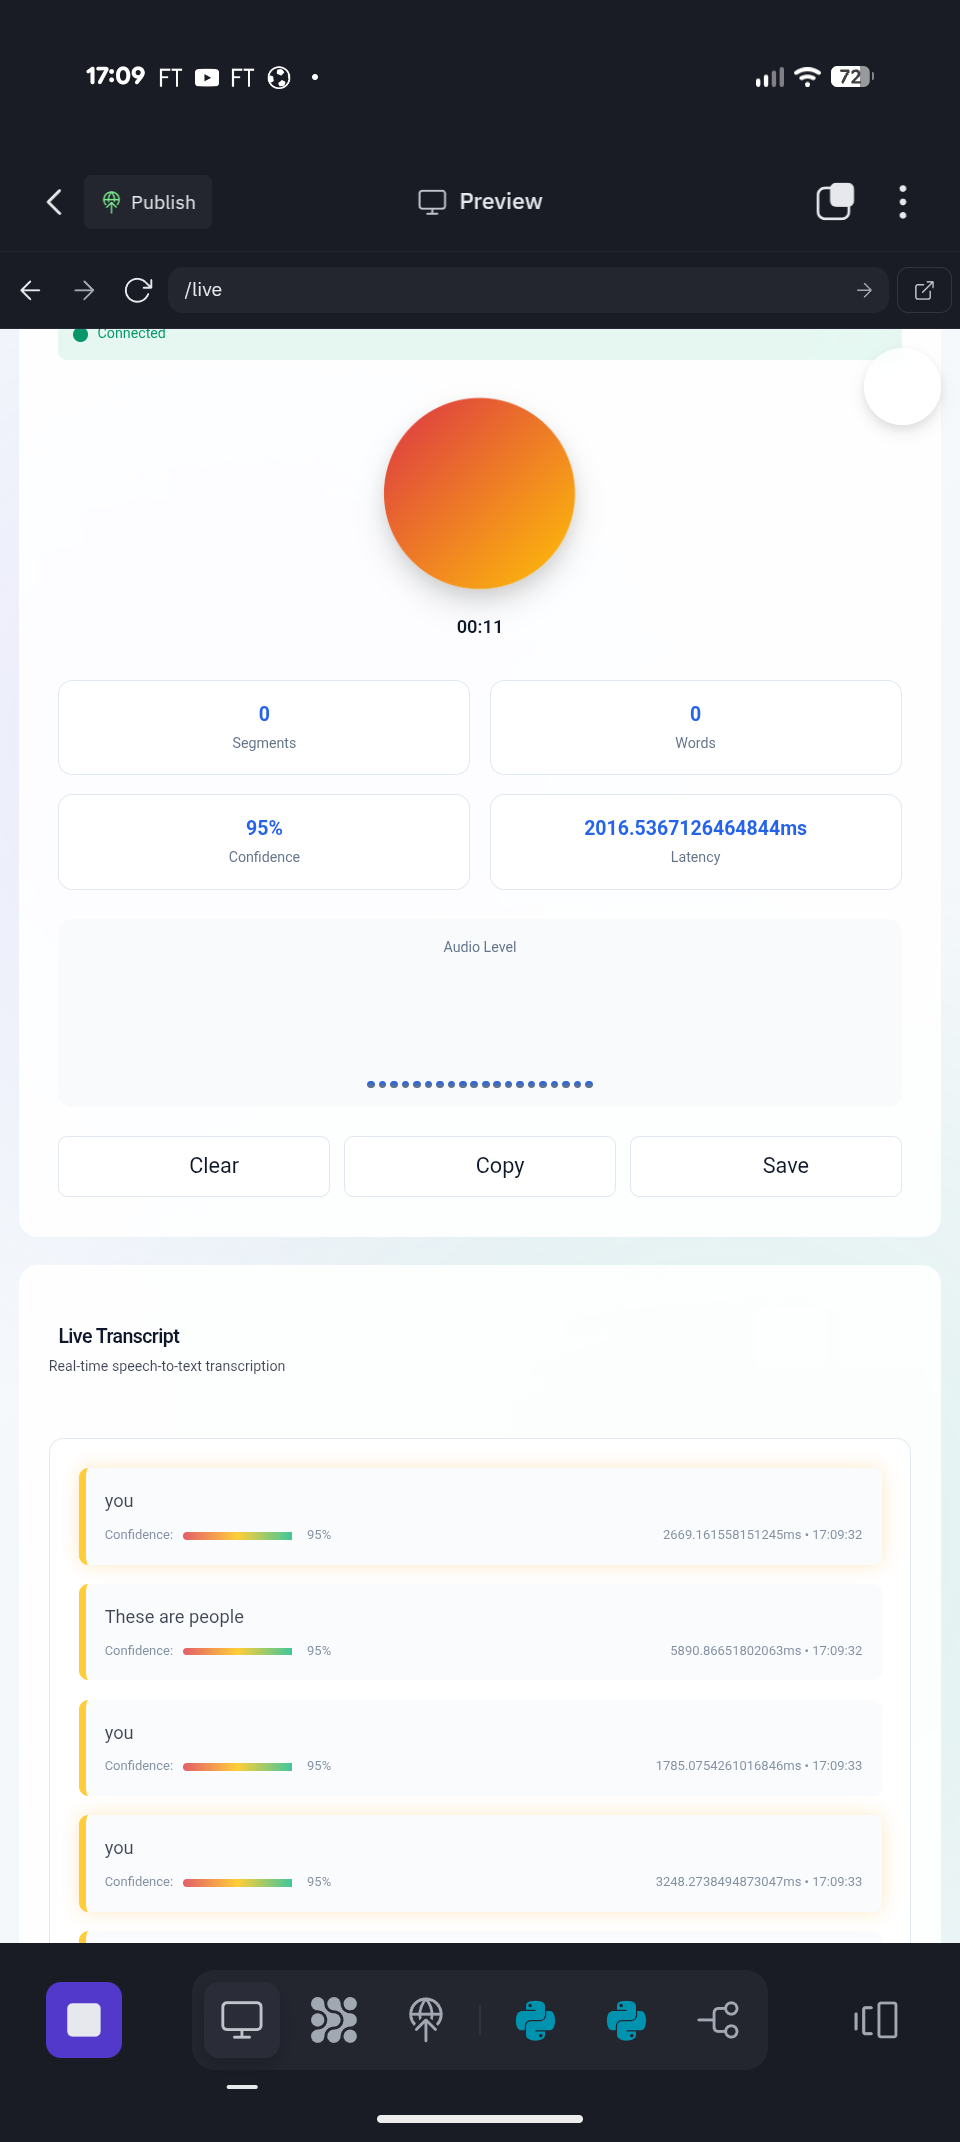 17:09 FT FT
72
Publish
Preview
/live
Connected
00:11
0
Segments
0
Words
95%
Confidence
2016.5367126464844ms
Latency
Audio Level
Clear
Copy
Save
Live Transcript
Real-time speech-to-text transcription
you
Confidence: 95% 2669.161558151245ms • 17:09:32
These are people
Confidence: 95% 5890.86651802063ms • 17:09:32
you
Confidence: 95% 1785.0754261016846ms • 17:09:33
you
Confidence: 95% 3248.2738494873047ms • 17:09:33